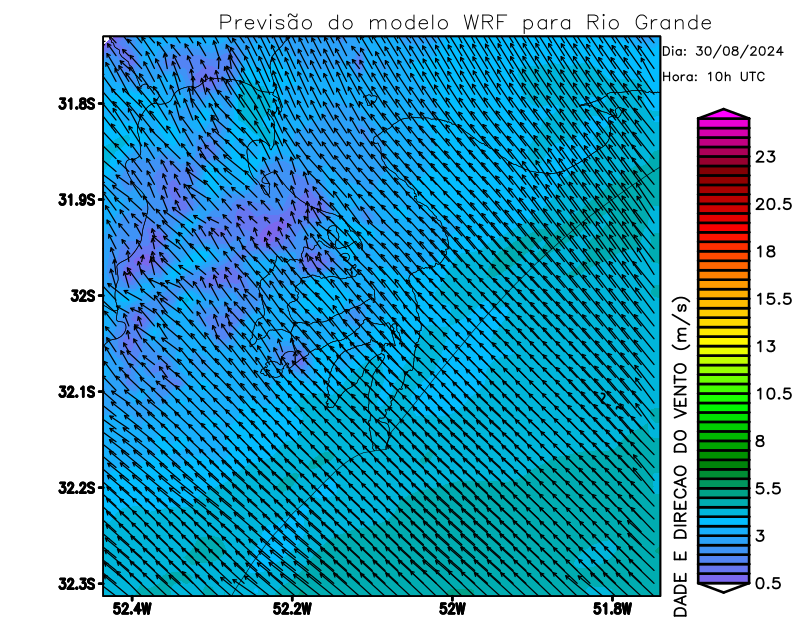 Previsão do modelo WRF para Rio Grande
Dia: 30/08/2024
Hora: 10h UTC
31.8S
31.9S
32S
32.1S
32.2S
32.3S
52.4W
52.2W
52W
51.8W
DADE E DIRECAO DO VENTO (m/s)
23
20.5
18
15.5
13
10.5
8
5.5
3
0.5